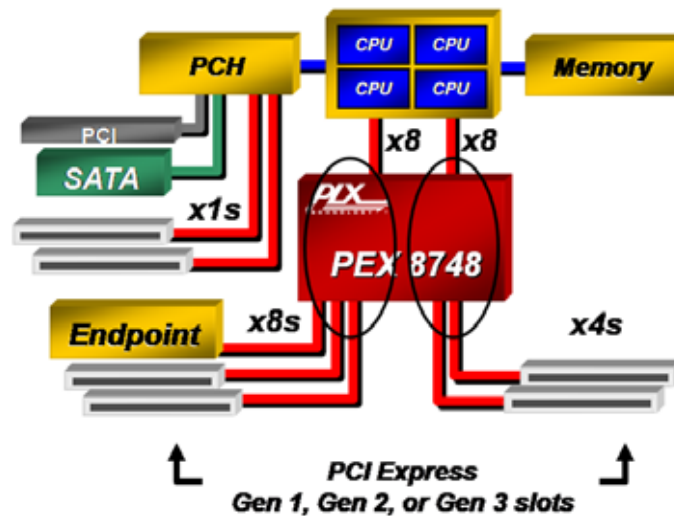 PCH
CPU
CPU
CPU
CPU
Memory
PCI
SATA
x1s
x8
x8
PLX
TECHNOLOGY
PEX 8748
Endpoint
x8s
x4s
PCI Express
Gen 1, Gen 2, or Gen 3 slots